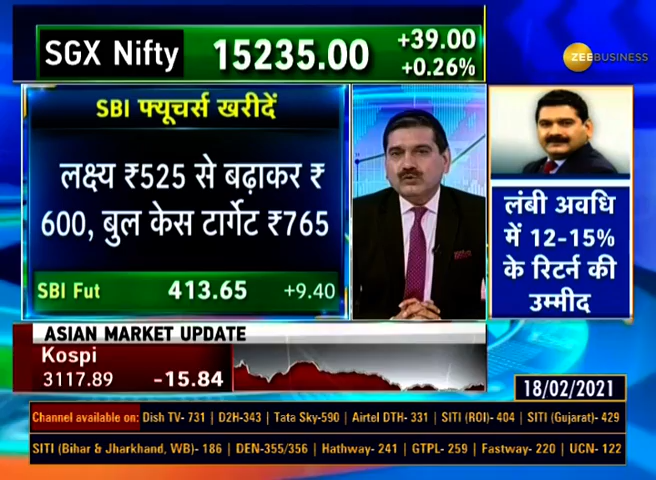 SGX Nifty 15235.00 +39.00
+0.26%
ZEE BUSINESS
SBI फ्यूचर्स खरीदें
लक्ष्य ₹525 से बढ़ाकर ₹
600, बुल केस टार्गेट ₹765
SBI Fut 413.65 +9.40
लंबी अवधि
में 12-15%
के रिटर्न की
उम्मीद
ASIAN MARKET UPDATE
Kospi
3117.89 -15.84
18/02/2021
Channel available on: Dish TV- 731 | D2H-343 | Tata Sky-590 | Airtel DTH- 331 | SITI (ROI)- 404 | SITI (Gujarat)- 429
SITI (Bihar & Jharkhand, WB)- 186 | DEN-355/356 | Hathway- 241 | GTPL- 259 | Fastway- 220 | UCN- 122